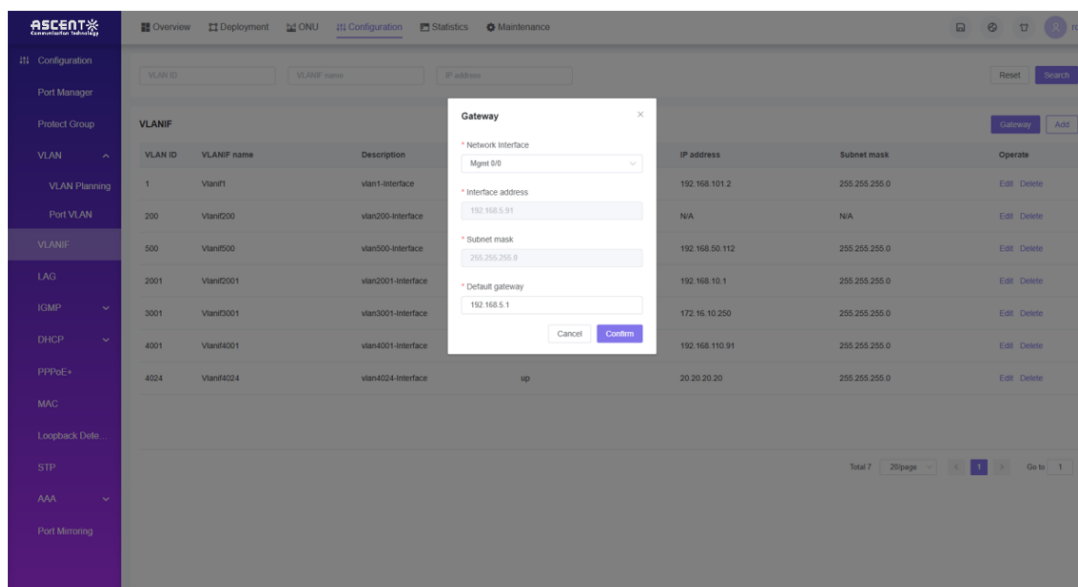 ASCENT
Communication Technology
Overview Deployment ONU Configuration Statistics Maintenance
R
Configuration
Port Manager
Protect Group
VLAN
VLAN Planning
Port VLAN
VLANIF
LAG
IGMP
DHCP
PPPoE+
MAC
Loopback Dete...
STP
AAA
Port Mirroring
VLAN ID VLANIF name IP address Reset Search
VLANIF Gateway Add
VLAN ID VLANIF name Description IP address Subnet mask Operate
1 Vlanif1 vlan1-Interface 192.168.101.2 255.255.255.0 Edit Delete
200 Vlanif200 vlan200-Interface N/A N/A Edit Delete
500 Vlanif500 vlan500-Interface 192.168.50.112 255.255.255.0 Edit Delete
2001 Vlanif2001 vlan2001-Interface 192.168.10.1 255.255.255.0 Edit Delete
3001 Vlanif3001 vlan3001-Interface 172.16.10.250 255.255.255.0 Edit Delete
4001 Vlanif4001 vlan4001-Interface 192.168.110.91 255.255.255.0 Edit Delete
4024 Vlanif4024 vlan4024-Interface up 20.20.20.20 255.255.255.0 Edit Delete
Total 7 20/page 1 Go to 1
Gateway
* Network Interface
Mgmt 0/0
* Interface address
192.168.5.91
* Subnet mask
255.255.255.0
* Default gateway
192.168.5.1
Cancel Confirm